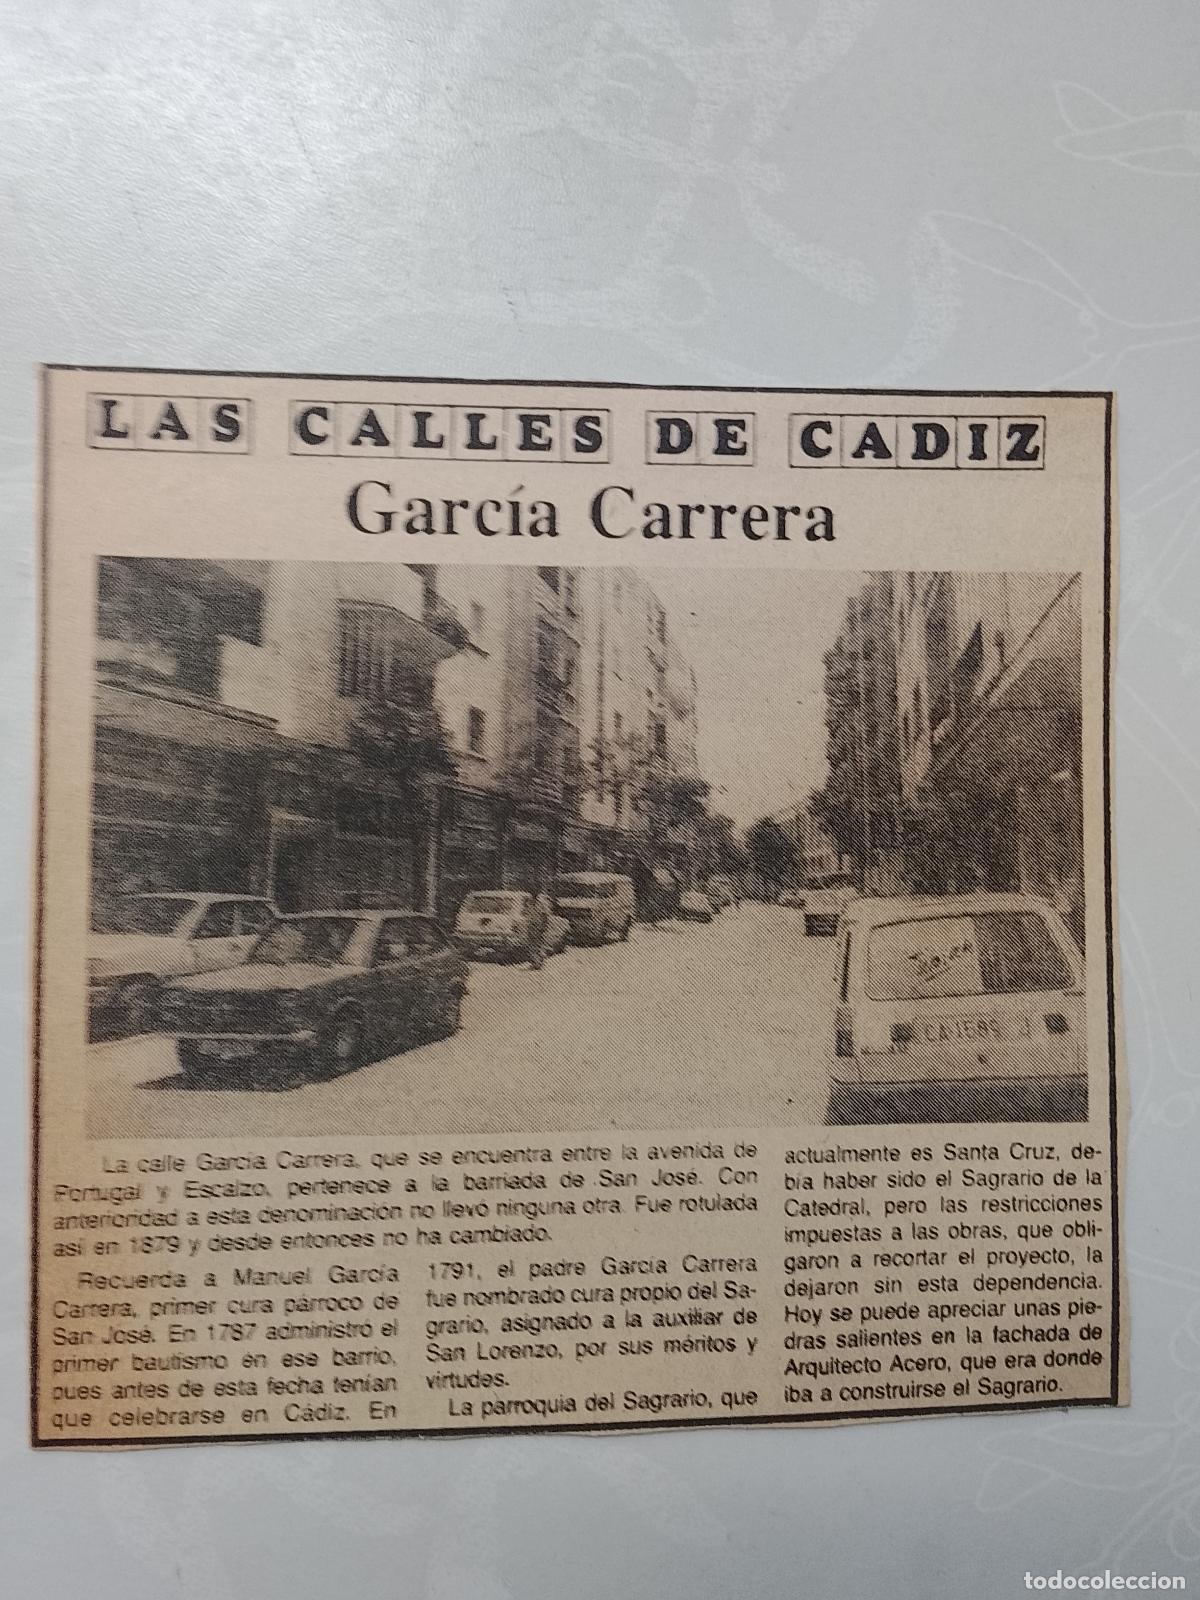 LAS CALLES DE CADIZ
García Carrera
La calle García Carrera, que se encuentra entre la avenida de
Portugal y Escalzo, pertenece a la barriada de San José. Con
anterioridad a esta denominación no llevó ninguna otra. Fue rotulada
así en 1879 y desde entonces no ha cambiado.
Recuerda a Manuel García
Carrera, primer cura párroco de
San José. En 1787 administró el
primer bautismo en ese barrio,
pues antes de esta fecha tenían
que celebrarse en Cádiz. En
1791, el padre García Carrera
fue nombrado cura propio del Sa-
grario, asignado a la auxiliar de
San Lorenzo, por sus méritos y
virtudes.
La parroquia del Sagrario, que
actualmente es Santa Cruz, de-
bía haber sido el Sagrario de la
Catedral, pero las restricciones
impuestas a las obras, que obli-
garon a recortar el proyecto, la
dejaron sin esta dependencia.
Hoy se puede apreciar unas pie-
dras salientes en la fachada de
Arquitecto Acero, que era donde
iba a construirse el Sagrario.
todocoleccion